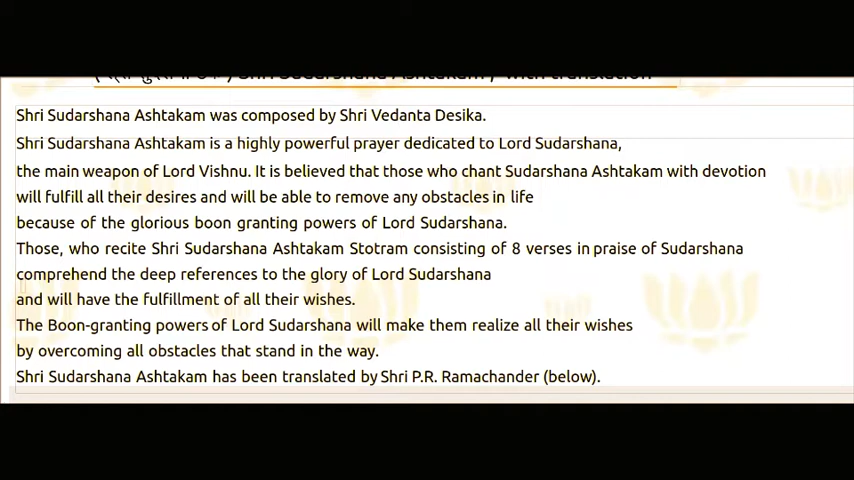 Shri Sudarshana Ashtakam was composed by Shri Vedanta Desika.
Shri Sudarshana Ashtakam is a highly powerful prayer dedicated to Lord Sudarshana,
the main weapon of Lord Vishnu. It is believed that those who chant Sudarshana Ashtakam with devotion
will fulfill all their desires and will be able to remove any obstacles in life
because of the glorious boon granting powers of Lord Sudarshana.
Those, who recite Shri Sudarshana Ashtakam Stotram consisting of 8 verses in praise of Sudarshana
comprehend the deep references to the glory of Lord Sudarshana
and will have the fulfillment of all their wishes.
The Boon-granting powers of Lord Sudarshana will make them realize all their wishes
by overcoming all obstacles that stand in the way.
Shri Sudarshana Ashtakam has been translated by Shri P.R. Ramachander (below).